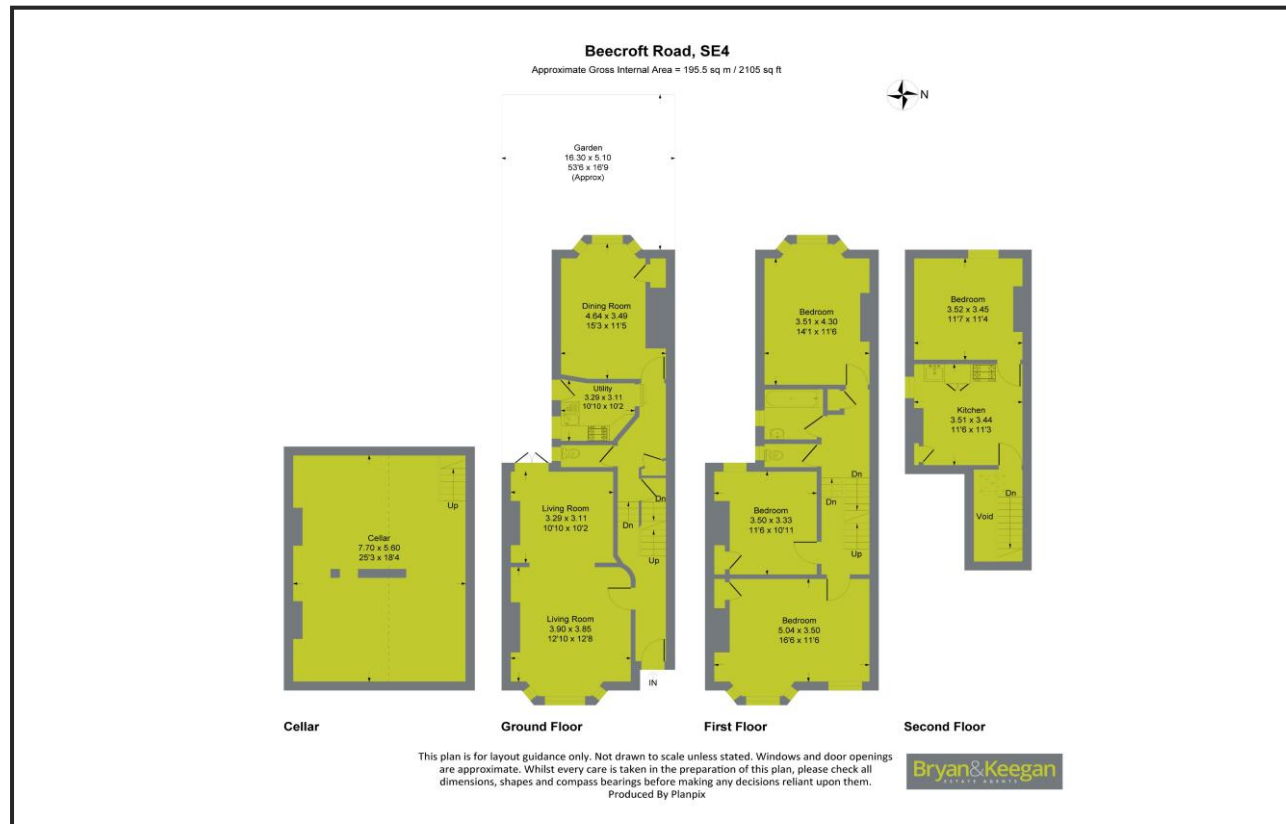 Beecroft Road, SE4
Approximate Gross Internal Area = 195.5 sq m / 2105 sq ft
N
Garden
16.30 x 5.10
53'6 x 16'9
(Approx)
Dining Room
4.64 x 3.49
15'3 x 11'5
Utility
3.29 x 3.11
10'10 x 10'2
Living Room
3.29 x 3.11
10'10 x 10'2
Dn
Dn
Up
Living Room
3.90 x 3.85
12'10 x 12'8
IN
Up
Cellar
7.70 x 5.60
25'3 x 18'4
Bedroom
3.51 x 4.30
14'1 x 11'6
Dn
Dn
Up
Bedroom
3.50 x 3.33
11'6 x 10'11
Bedroom
5.04 x 3.50
16'6 x 11'6
Bedroom
3.52 x 3.45
11'7 x 11'4
Kitchen
3.51 x 3.44
11'6 x 11'3
Dn
Void
Cellar
Ground Floor
First Floor
Second Floor
This plan is for layout guidance only. Not drawn to scale unless stated. Windows and door openings
are approximate. Whilst every care is taken in the preparation of this plan, please check all
dimensions, shapes and compass bearings before making any decisions reliant upon them.
Produced By Planpix
Bryan&Keegan
ESTATE AGENTS